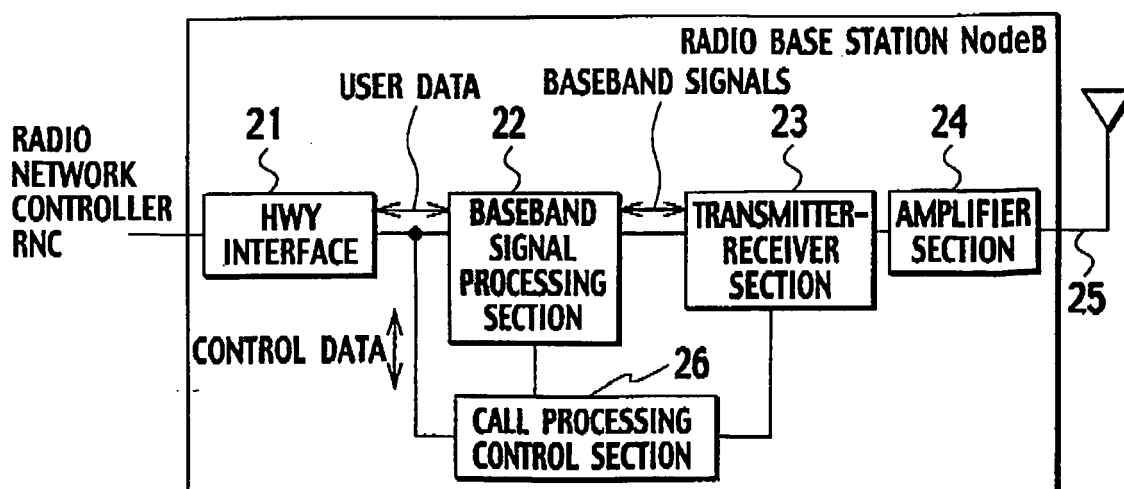 RADIO BASE STATION NodeB
USER DATA
BASEBAND SIGNALS
21
22
23
24
RADIO
NETWORK
CONTROLLER
RNC
HWY
INTERFACE
BASEBAND
SIGNAL
PROCESSING
SECTION
TRANSMITTER-
RECEIVER
SECTION
AMPLIFIER
SECTION
25
CONTROL DATA
26
CALL PROCESSING
CONTROL SECTION